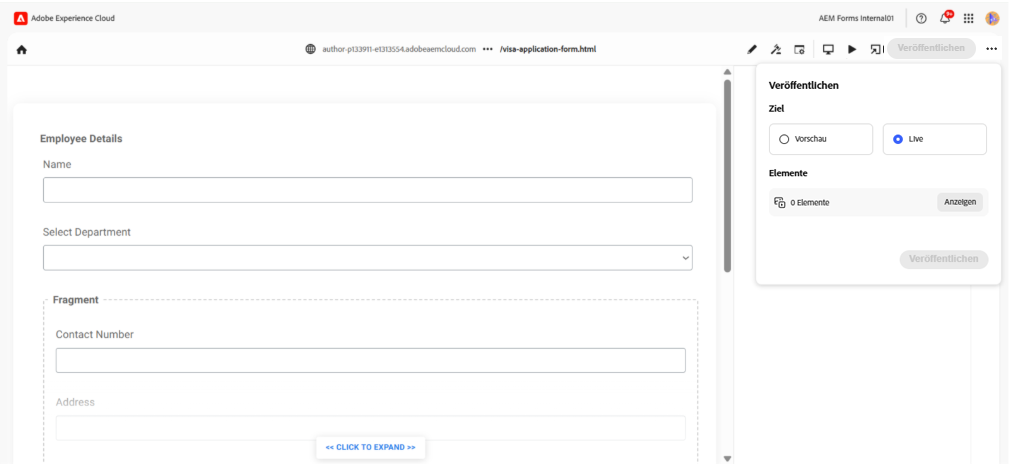 Adobe Experience Cloud
AEM Forms Internal01
9+
author-p133911-e1313554.adobeaemcloud.com ••• /visa-application-form.html
Veröffentlichen
Veröffentlichen
Ziel
Vorschau
Live
Elemente
0 Elemente
Anzeigen
Veröffentlichen
Employee Details
Name
Select Department
Fragment
Contact Number
Address
<< CLICK TO EXPAND >>